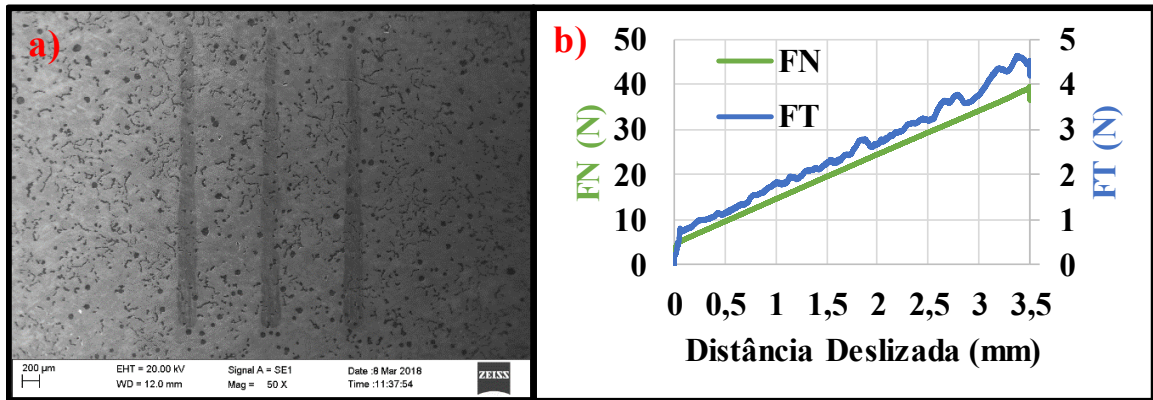 a)
200 µm
EHT = 20.00 kV
WD = 12.0 mm
Signal A = SE1
Mag = 50 X
Date :8 Mar 2018
Time :11:37:54
ZEISS
b)
50
40
30
20
10
0
FN (N)
FN
FT
5
4
3
2
1
0
FT (N)
0 0,5 1 1,5 2 2,5 3 3,5
Distância Deslizada (mm)